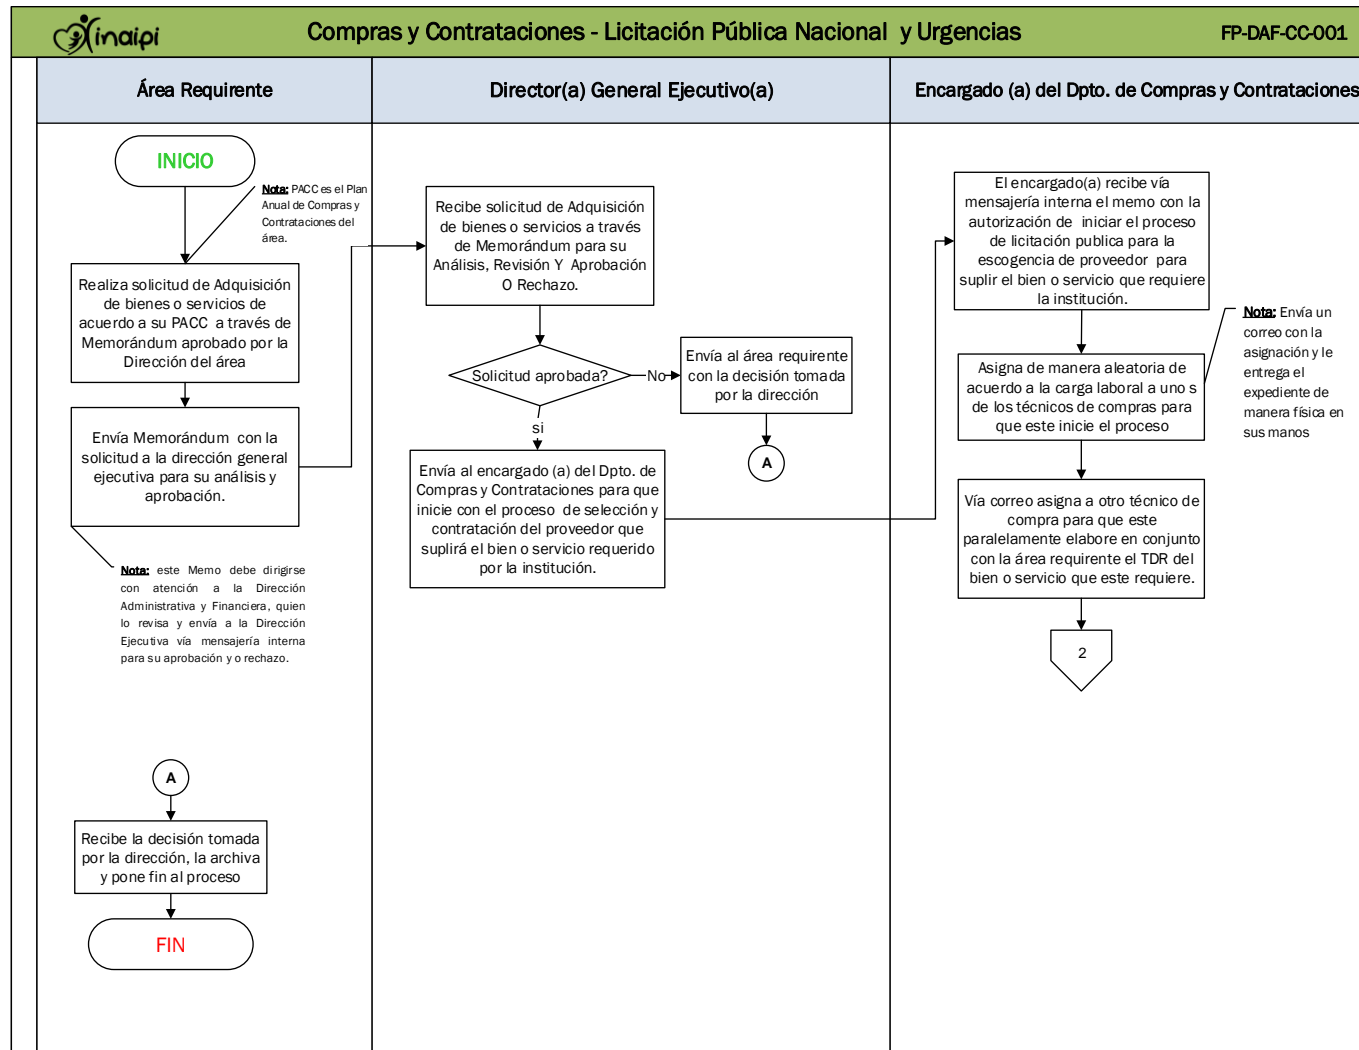 inaipi
Compras y Contrataciones - Licitación Pública Nacional y Urgencias
FP-DAF-CC-001
Área Requirente
Director(a) General Ejecutivo(a)
Encargado (a) del Dpto. de Compras y Contrataciones
INICIO
Nota: PACC es el Plan
Anual de Compras y
Contrataciones del
área.
Realiza solicitud de Adquisición
de bienes o servicios de
acuerdo a su PACC a través de
Memorándum aprobado por la
Dirección del área
Envía Memorándum con la
solicitud a la dirección general
ejecutiva para su análisis y
aprobación.
Nota: este Memo debe dirigirse
con atención a la Dirección
Administrativa y Financiera, quien
lo revisa y envía a la Dirección
Ejecutiva vía mensajería interna
para su aprobación y o rechazo.
A
Recibe la decisión tomada
por la dirección, la archiva
y pone fin al proceso
FIN
Recibe solicitud de Adquisición
de bienes o servicios a través
de Memorándum para su
Análisis, Revisión Y Aprobación
O Rechazo.
Solicitud aprobada?
No
Envía al área requirente
con la decisión tomada
por la dirección
A
si
Envía al encargado (a) del Dpto. de
Compras y Contrataciones para que
inicie con el proceso de selección y
contratación del proveedor que
suplirá el bien o servicio requerido
por la institución.
El encargado(a) recibe vía
mensajería interna el memo con la
autorización de iniciar el proceso
de licitación publica para la
escogencia de proveedor para
suplir el bien o servicio que requiere
la institución.
Nota: Envía un
correo con la
asignación y le
entrega el
expediente de
manera física en
sus manos
Asigna de manera aleatoria de
acuerdo a la carga laboral a uno s
de los técnicos de compras para
que este inicie el proceso
Vía correo asigna a otro técnico de
compra para que este
paralelamente elabore en conjunto
con la área requirente el TDR del
bien o servicio que este requiere.
2